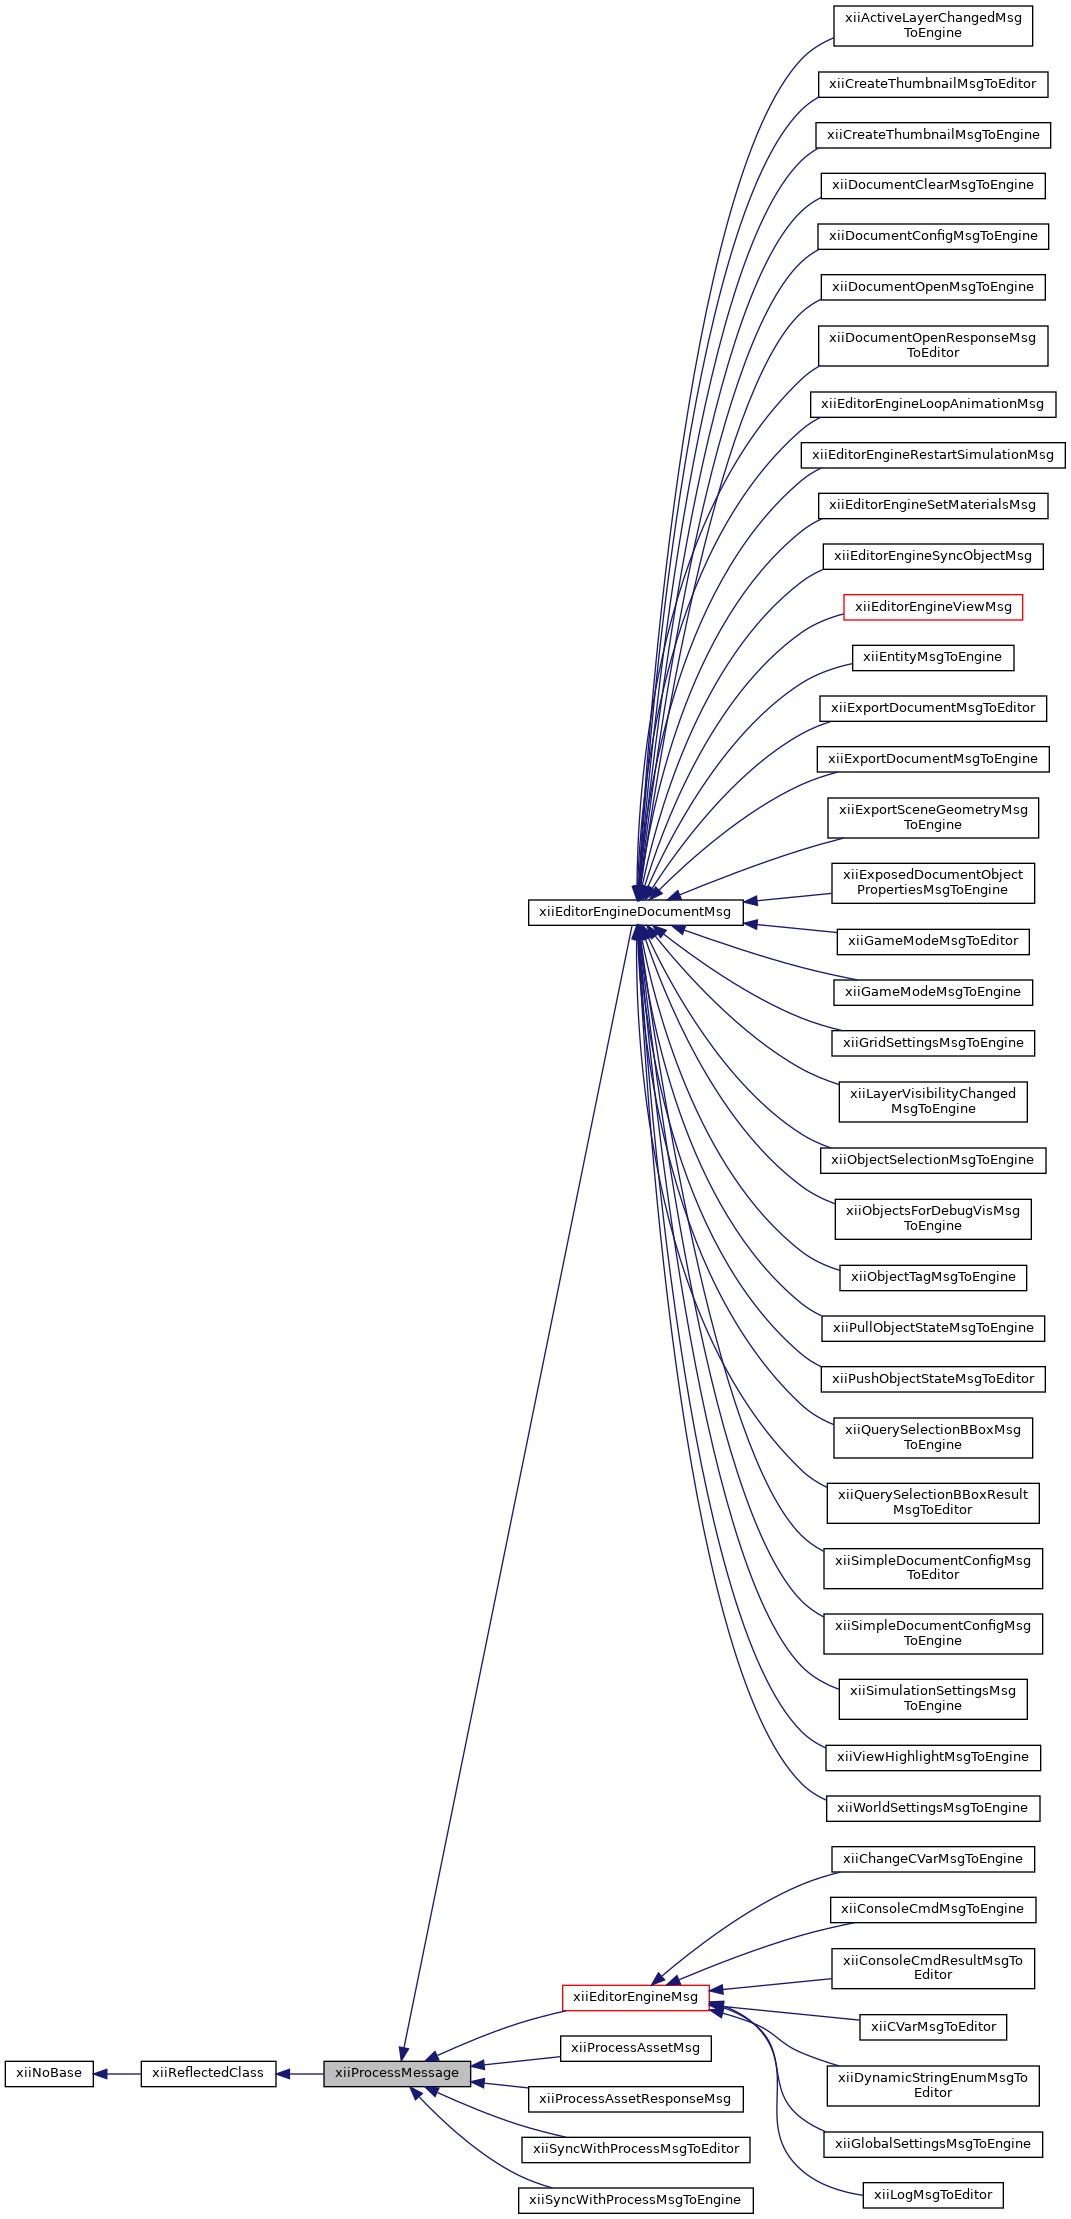 xiiActiveLayerChangedMsg
ToEngine
xiiCreateThumbnailMsgToEditor
xiiCreateThumbnailMsgToEngine
xiiDocumentClearMsgToEngine
xiiDocumentConfigMsgToEngine
xiiDocumentOpenMsgToEngine
xiiDocumentOpenResponseMsg
ToEditor
xiiEditorEngineLoopAnimationMsg
xiiEditorEngineRestartSimulationMsg
xiiEditorEngineSetMaterialsMsg
xiiEditorEngineSyncObjectMsg
xiiEditorEngineViewMsg
xiiEntityMsgToEngine
xiiExportDocumentMsgToEditor
xiiExportDocumentMsgToEngine
xiiExportSceneGeometryMsg
ToEngine
xiiExposedDocumentObject
PropertiesMsgToEngine
xiiEditorEngineDocumentMsg
xiiGameModeMsgToEditor
xiiGameModeMsgToEngine
xiiGridSettingsMsgToEngine
xiiLayerVisibilityChanged
MsgToEngine
xiiObjectSelectionMsgToEngine
xiiObjectsForDebugVisMsg
ToEngine
xiiObjectTagMsgToEngine
xiiPullObjectStateMsgToEngine
xiiPushObjectStateMsgToEditor
xiiQuerySelectionBBoxMsg
ToEngine
xiiQuerySelectionBBoxResult
MsgToEditor
xiiSimpleDocumentConfigMsg
ToEditor
xiiSimpleDocumentConfigMsg
ToEngine
xiiSimulationSettingsMsg
ToEngine
xiiViewHighlightMsgToEngine
xiiWorldSettingsMsgToEngine
xiiChangeCVarMsgToEngine
xiiConsoleCmdMsgToEngine
xiiConsoleCmdResultMsgTo
Editor
xiiEditorEngineMsg
xiiCVarMsgToEditor
xiiProcessAssetMsg
xiiNoBase
xiiReflectedClass
xiiProcessMessage
xiiDynamicStringEnumMsgTo
Editor
xiiProcessAssetResponseMsg
xiiGlobalSettingsMsgToEngine
xiiSyncWithProcessMsgToEditor
xiiLogMsgToEditor
xiiSyncWithProcessMsgToEngine